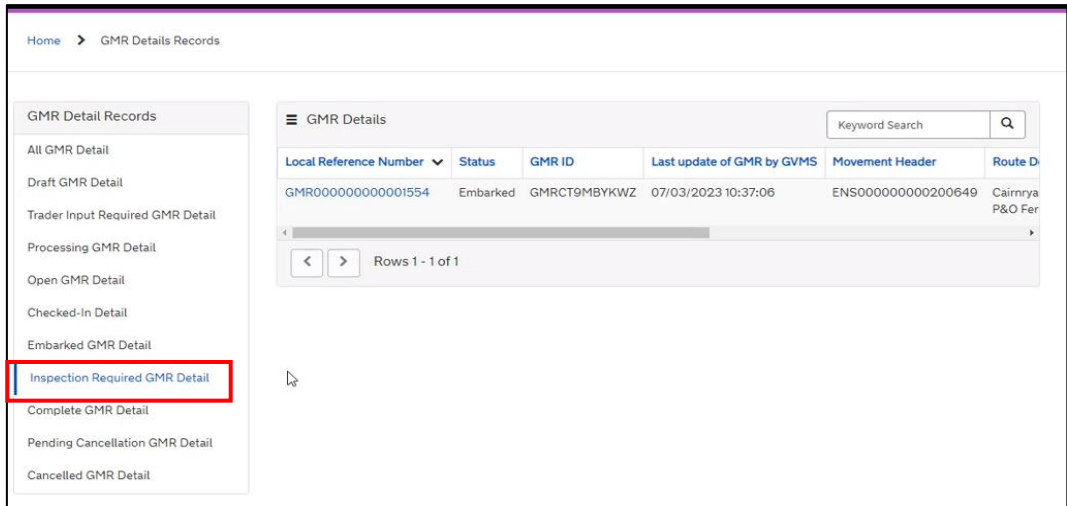 Home > GMR Details Records
GMR Detail Records
All GMR Detail
Draft GMR Detail
Trader Input Required GMR Detail
Processing GMR Detail
Open GMR Detail
Checked-In Detail
Embarked GMR Detail
Inspection Required GMR Detail
Complete GMR Detail
Pending Cancellation GMR Detail
Cancelled GMR Detail
GMR Details
Keyword Search
Local Reference Number Status GMR ID Last update of GMR by GVMS Movement Header Route D
GMR000000000001554 Embarked GMRCT9MBYKWZ 07/03/2023 10:37:06 ENS000000000200649 Cairnrya
P&O Fer
< > Rows 1 - 1 of 1